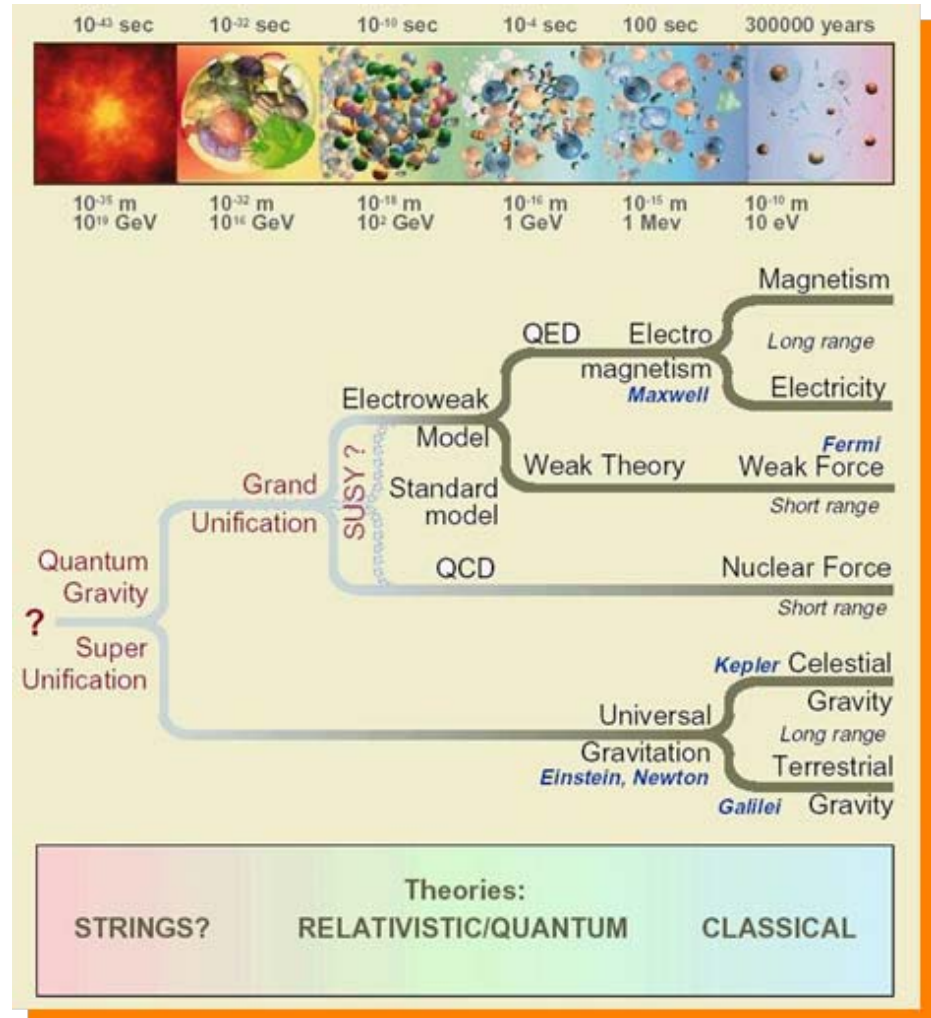 10⁻⁴³ sec 10⁻³² sec 10⁻¹⁰ sec 10⁻⁴ sec 100 sec 300000 years
10⁻³⁵ m 10⁻³² m 10⁻¹⁸ m 10⁻¹⁶ m 10⁻¹⁵ m 10⁻¹⁰ m
10¹⁹ GeV 10¹⁶ GeV 10² GeV 1 GeV 1 Mev 10 eV
Magnetism
QED Electro Long range
magnetism Electricity
Maxwell
Electroweak
Model
Fermi
Weak Theory Weak Force
Short range
Grand
Unification
SUSY ?
Standard
model
Quantum
Gravity
QCD Nuclear Force
Short range
?
Super
Unification
Kepler Celestial
Gravity
Universal Long range
Gravitation Terrestrial
Einstein, Newton
Galilei Gravity
Theories:
STRINGS? RELATIVISTIC/QUANTUM CLASSICAL